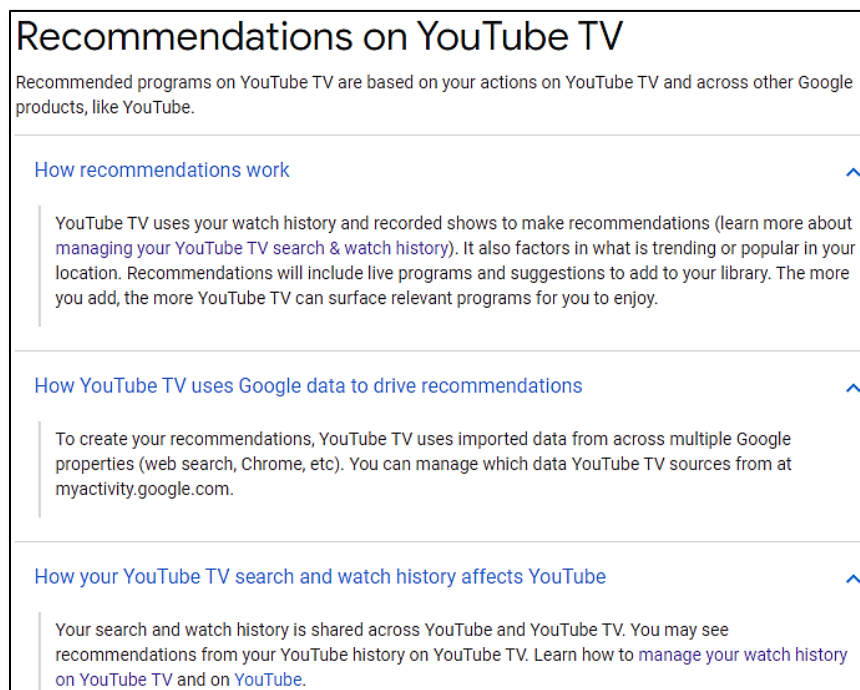 Recommendations on YouTube TV
Recommended programs on YouTube TV are based on your actions on YouTube TV and across other Google
products, like YouTube.
How recommendations work
YouTube TV uses your watch history and recorded shows to make recommendations (learn more about
managing your YouTube TV search & watch history). It also factors in what is trending or popular in your
location. Recommendations will include live programs and suggestions to add to your library. The more
you add, the more YouTube TV can surface relevant programs for you to enjoy.
How YouTube TV uses Google data to drive recommendations
To create your recommendations, YouTube TV uses imported data from across multiple Google
properties (web search, Chrome, etc). You can manage which data YouTube TV sources from at
myactivity.google.com.
How your YouTube TV search and watch history affects YouTube
Your search and watch history is shared across YouTube and YouTube TV. You may see
recommendations from your YouTube history on YouTube TV. Learn how to manage your watch history
on YouTube TV and on YouTube.